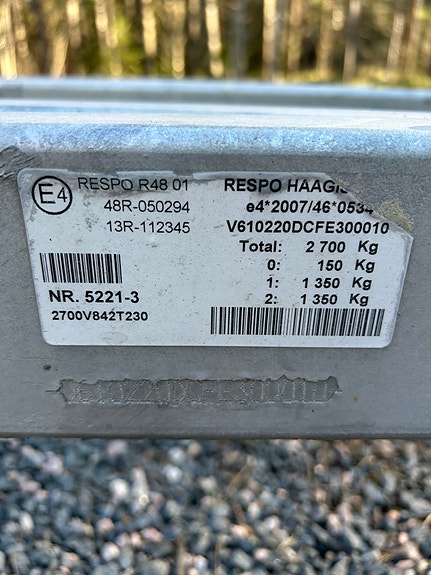 E4
RESPO R48 01
48R-050294
13R-112345
NR. 5221-3
2700V842T230
RESPO HAAGIS
e4*2007/46*0534
V610220DCFE300010
Total: 2 700 Kg
0: 150 Kg
1: 1 350 Kg
2: 1 350 Kg